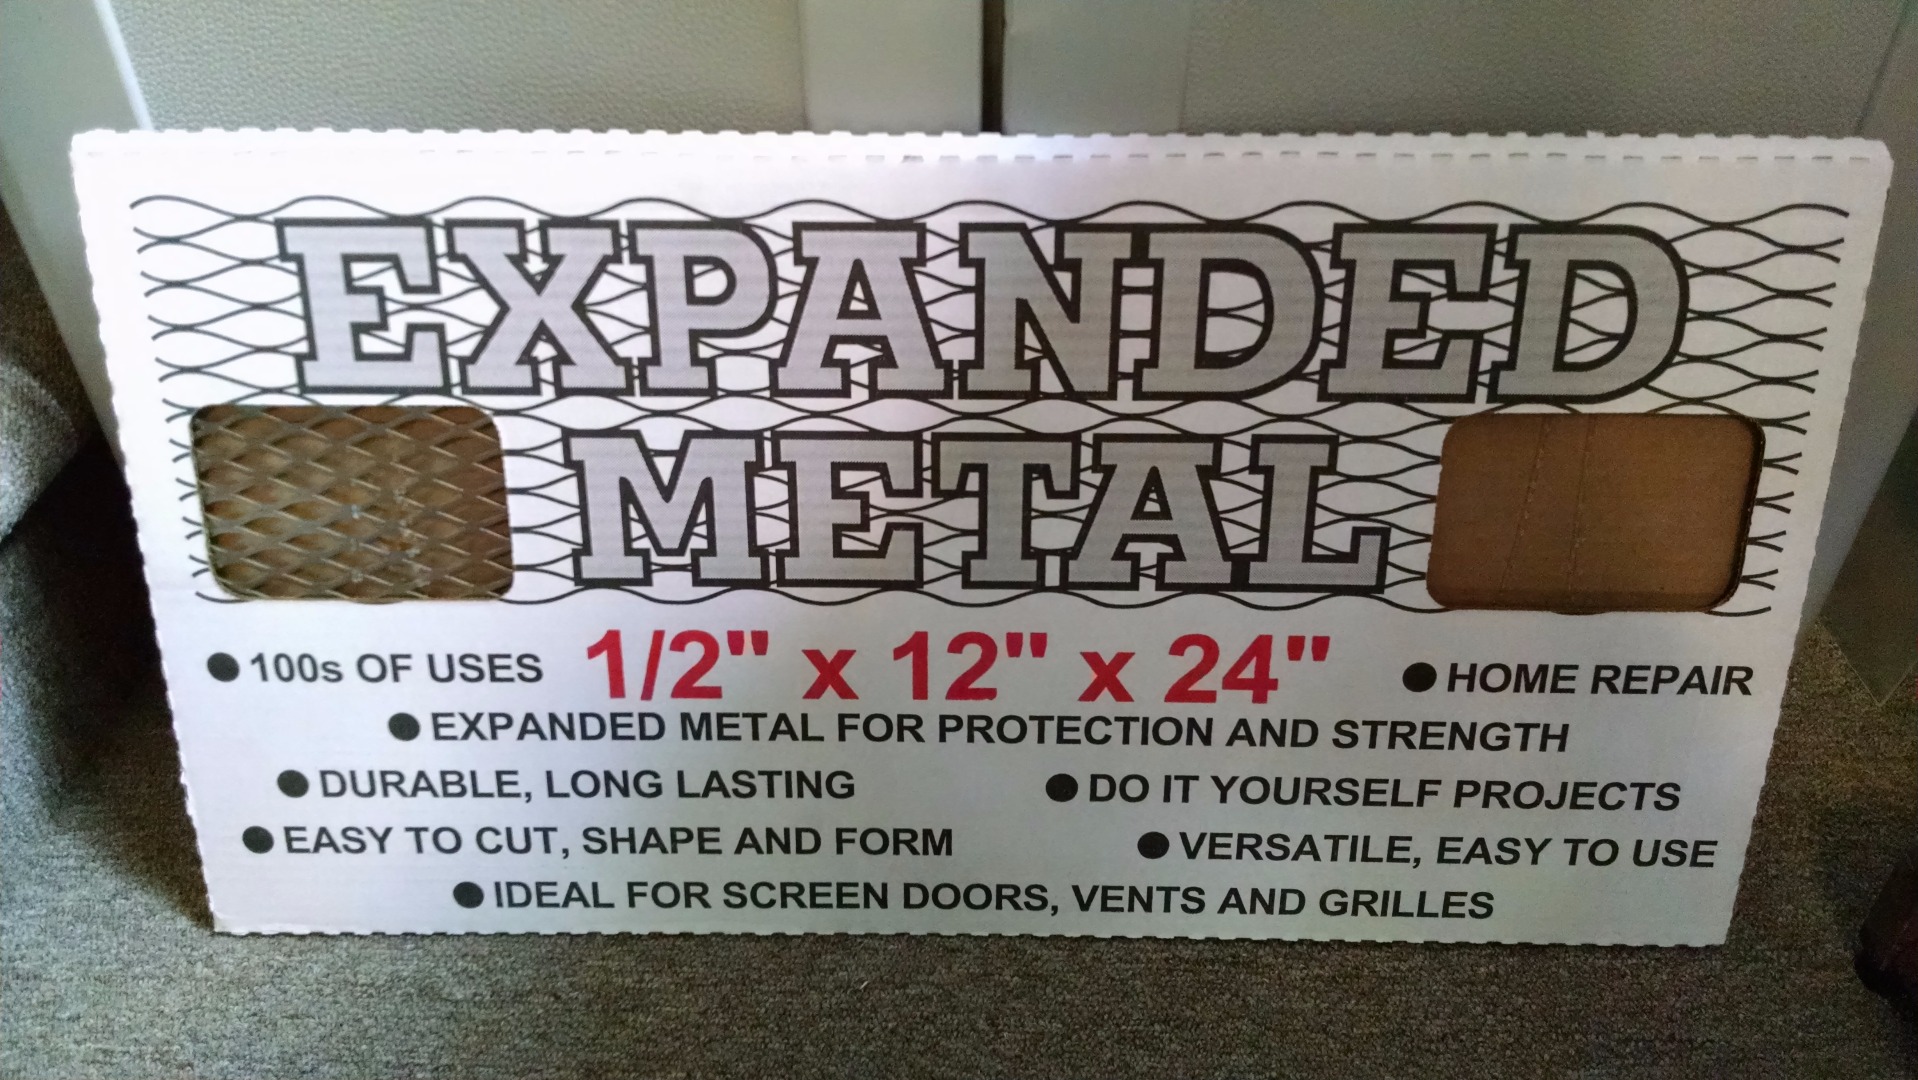 EXPANDED
METAL
● 100s OF USES 1/2" x 12" x 24" ● HOME REPAIR
● EXPANDED METAL FOR PROTECTION AND STRENGTH
● DURABLE, LONG LASTING ● DO IT YOURSELF PROJECTS
● EASY TO CUT, SHAPE AND FORM ● VERSATILE, EASY TO USE
● IDEAL FOR SCREEN DOORS, VENTS AND GRILLES